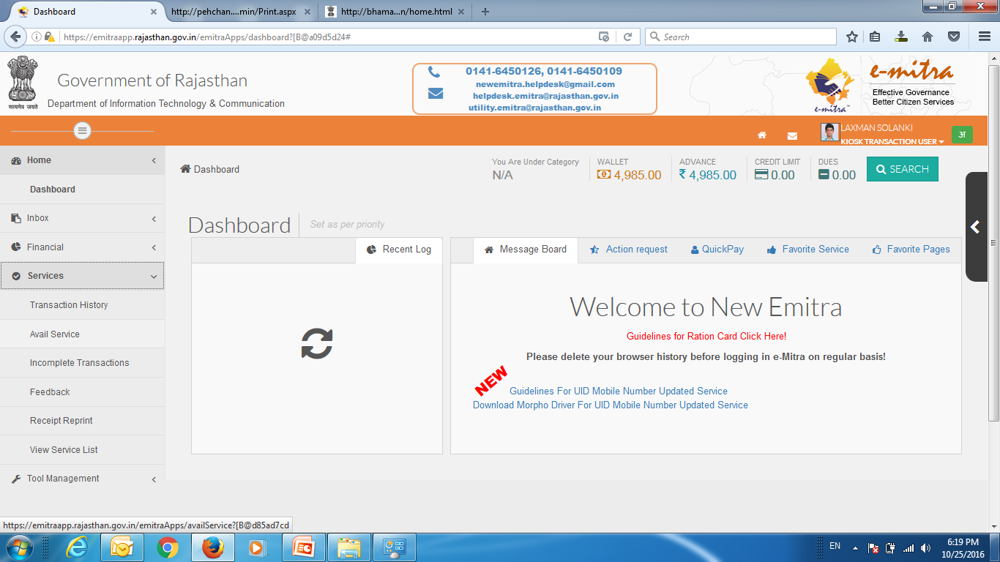 Dashboard
http://pehchan....min/Print.aspx
http://bhama...n/home.html
https://emitraapp.rajasthan.gov.in/emitraApps/dashboard?[B@a09d5d24#
Search
सत्यमेव जयते
Government of Rajasthan
Department of Information Technology & Communication
0141-6450126, 0141-6450109
newemitra.helpdesk@gmail.com
helpdesk.emitra@rajasthan.gov.in
utility.emitra@rajasthan.gov.in
e-mitra™
e-mitra
Effective Governance
Better Citizen Services
LAXMAN SOLANKI
KIOSK TRANSACTION USER
अ
Home
Dashboard
Inbox
Financial
Services
Transaction History
Avail Service
Incomplete Transactions
Feedback
Receipt Reprint
View Service List
Tool Management
Dashboard
You Are Under Category
N/A
WALLET
4,985.00
ADVANCE
₹ 4,985.00
CREDIT LIMIT
0.00
DUES
0.00
SEARCH
Dashboard
Set as per priority
Recent Log
Message Board
Action request
QuickPay
Favorite Service
Favorite Pages
Welcome to New Emitra
Guidelines for Ration Card Click Here!
Please delete your browser history before logging in e-Mitra on regular basis!
NEW
Guidelines For UID Mobile Number Updated Service
Download Morpho Driver For UID Mobile Number Updated Service
https://emitraapp.rajasthan.gov.in/emitraApps/availService?[B@d85ad7cd
EN
6:19 PM
10/25/2016